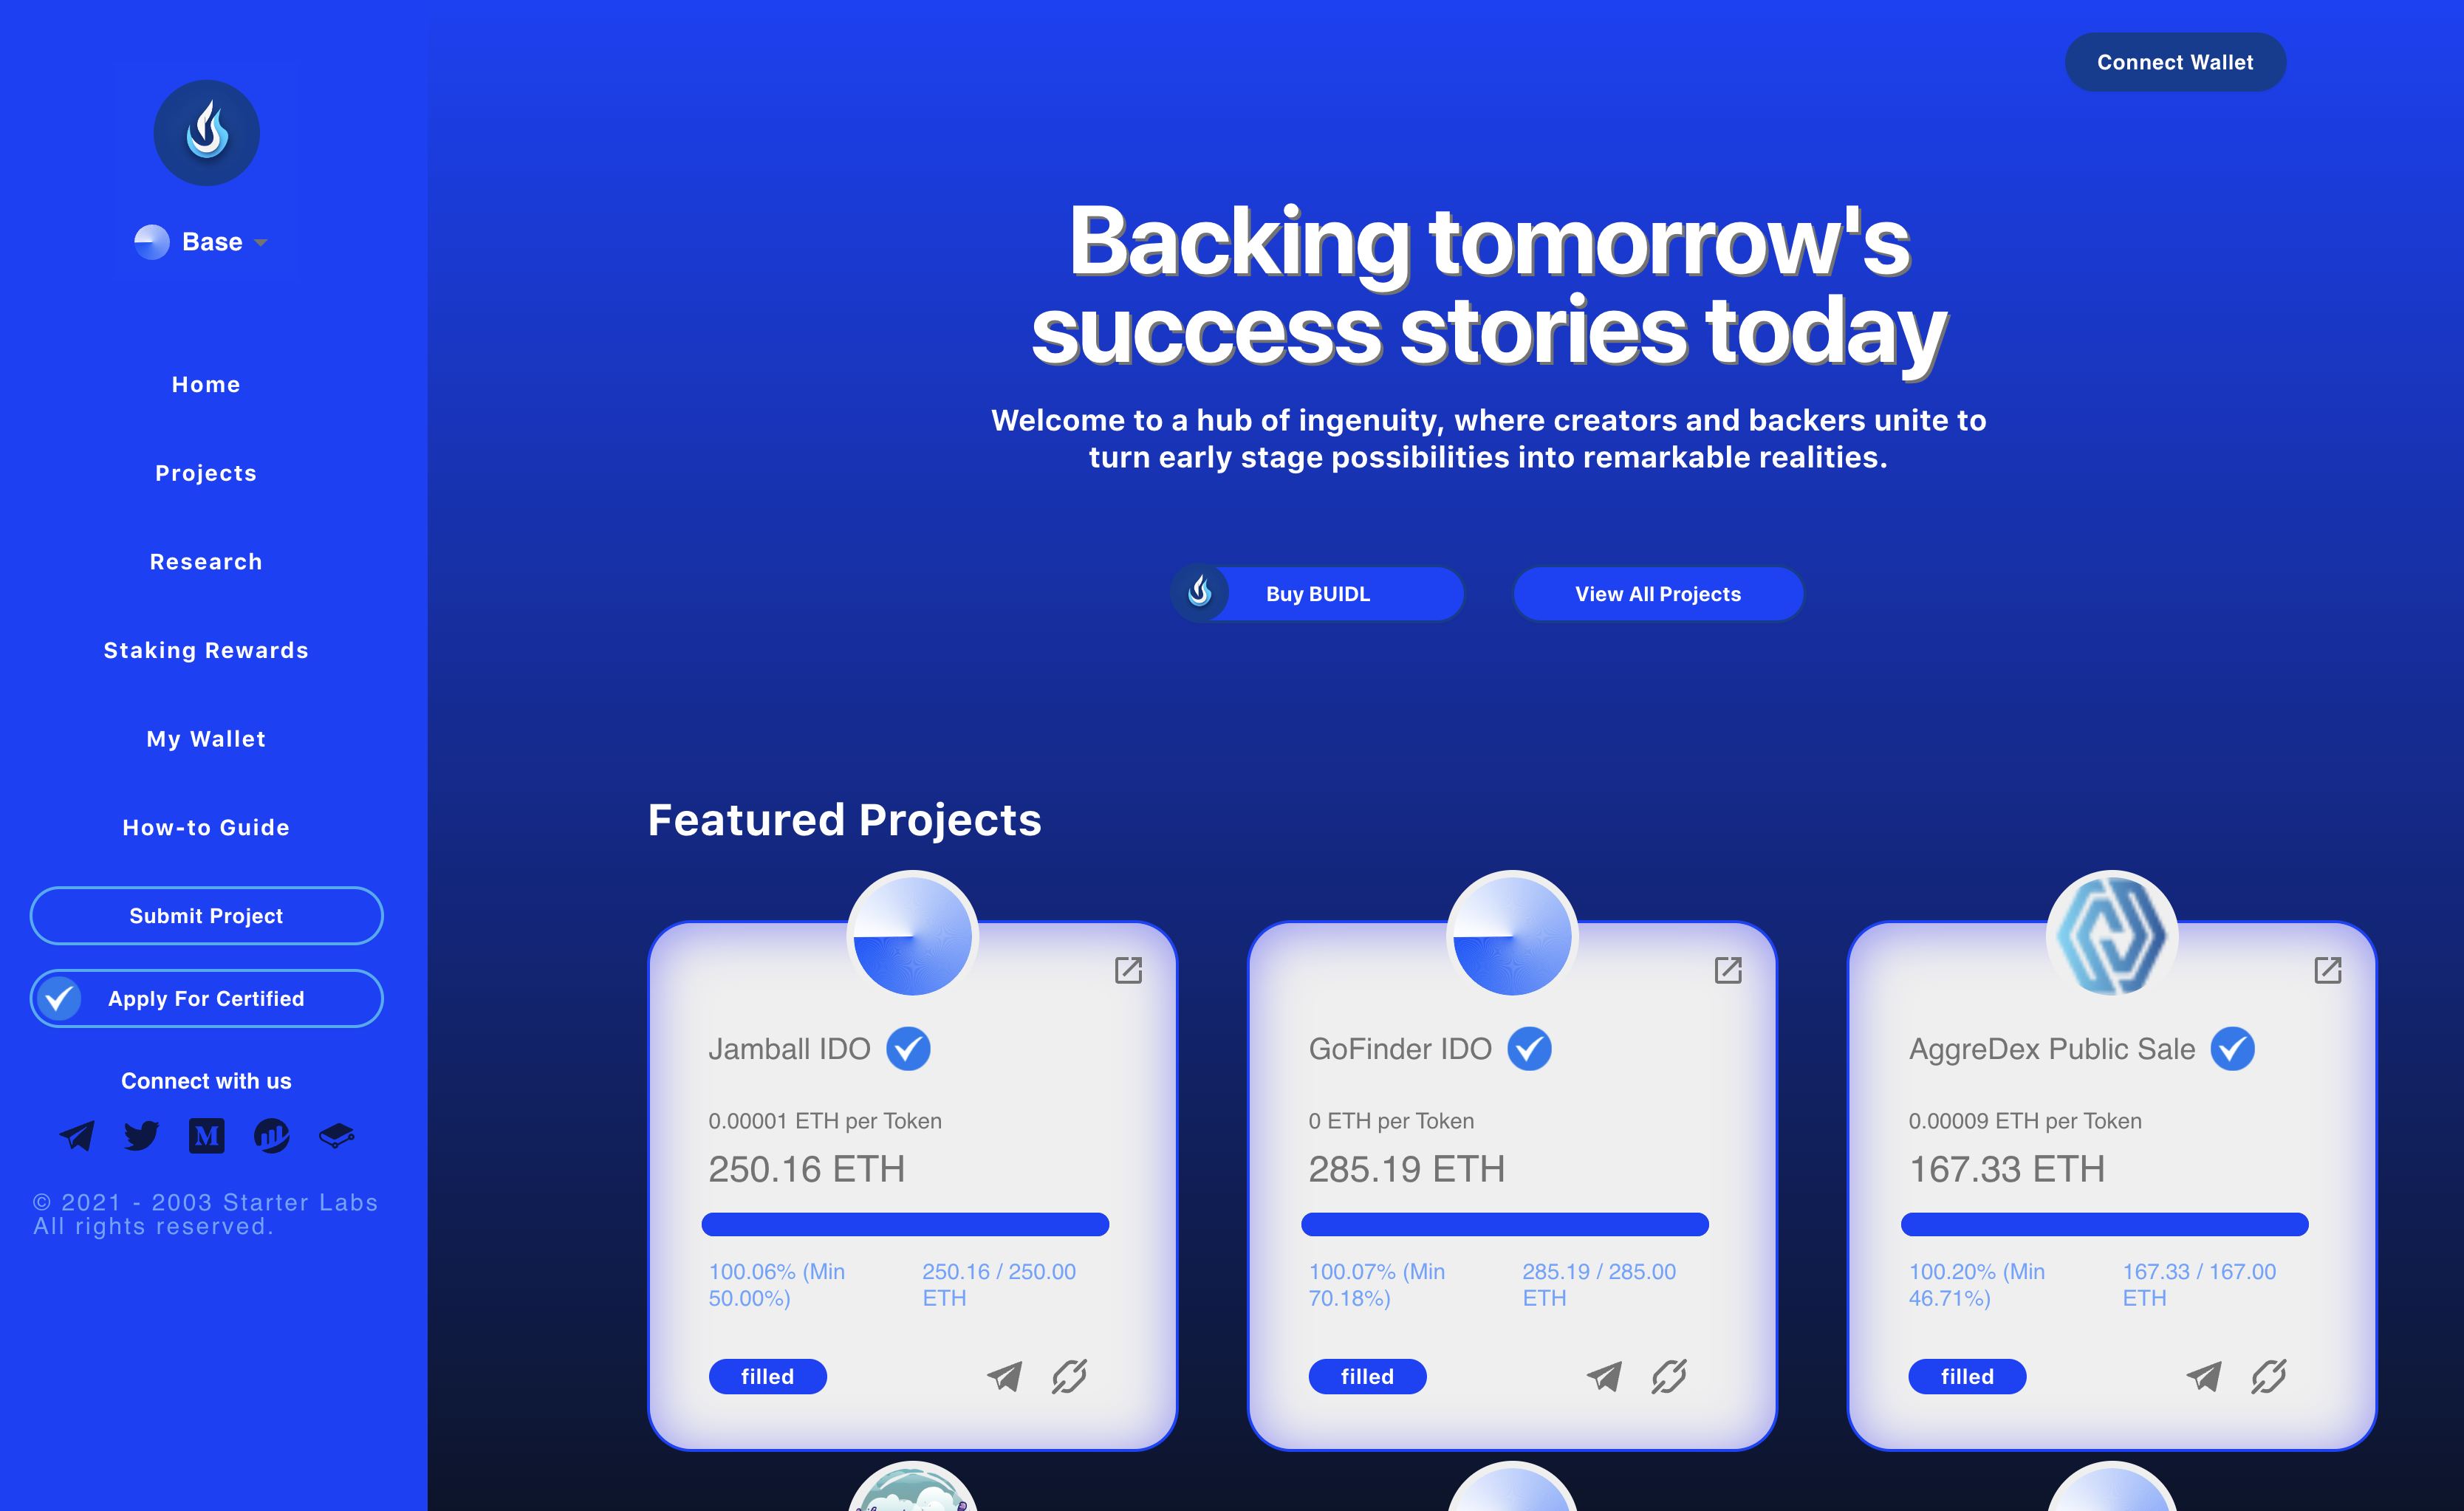 Connect Wallet
Base
Home
Projects
Research
Staking Rewards
My Wallet
How-to Guide
Submit Project
Apply For Certified
Connect with us
M
© 2021 - 2003 Starter Labs
All rights reserved.
Backing tomorrow's
success stories today
Welcome to a hub of ingenuity, where creators and backers unite to
turn early stage possibilities into remarkable realities.
Buy BUIDL
View All Projects
Featured Projects
Jamball IDO
0.00001 ETH per Token
250.16 ETH
100.06% (Min
50.00%)
250.16 / 250.00
ETH
filled
GoFinder IDO
0 ETH per Token
285.19 ETH
100.07% (Min
70.18%)
285.19 / 285.00
ETH
filled
AggreDex Public Sale
0.00009 ETH per Token
167.33 ETH
100.20% (Min
46.71%)
167.33 / 167.00
ETH
filled